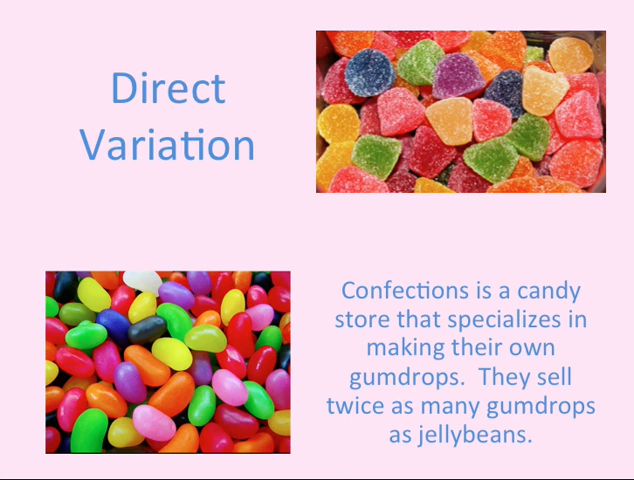 Direct
Variation
Confections is a candy
store that specializes in
making their own
gumdrops.  They sell
twice as many gumdrops
as jellybeans.